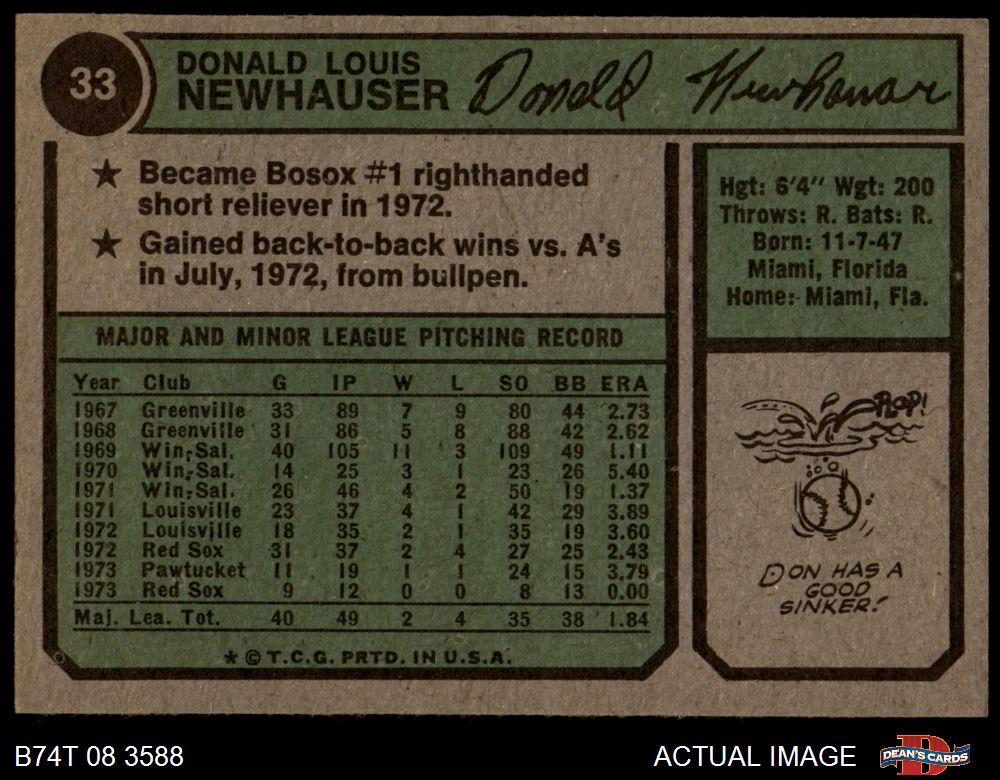 33
DONALD LOUIS
NEWHAUSER
Donald Newhauser
★ Became Bosox #1 righthanded
short reliever in 1972.
★ Gained back-to-back wins vs. A's
in July, 1972, from bullpen.
MAJOR AND MINOR LEAGUE PITCHING RECORD
Year Club G IP W L SO BB ERA
1967 Greenville 33 89 7 9 80 44 2.73
1968 Greenville 31 86 5 8 88 42 2.62
1969 Win-Sal. 40 105 11 3 109 49 1.11
1970 Win-Sal. 14 25 3 1 23 26 5.40
1971 Win-Sal. 26 46 4 2 50 19 1.37
1971 Louisville 23 37 4 1 42 29 3.89
1972 Louisville 18 35 2 1 35 19 3.60
1972 Red Sox 31 37 2 4 27 25 2.43
1973 Pawtucket 11 19 1 1 24 15 3.79
1973 Red Sox 9 12 0 0 8 13 0.00
Maj. Lea. Tot. 40 49 2 4 35 38 1.84
* © T.C.G. PRTD. IN U.S.A.
Hgt: 6'4" Wgt: 200
Throws: R. Bats: R.
Born: 11-7-47
Miami, Florida
Home: Miami, Fla.
PLOP!
DON HAS A
GOOD
SINKER!
B74T 08 3588
ACTUAL IMAGE
DEAN'S CARDS